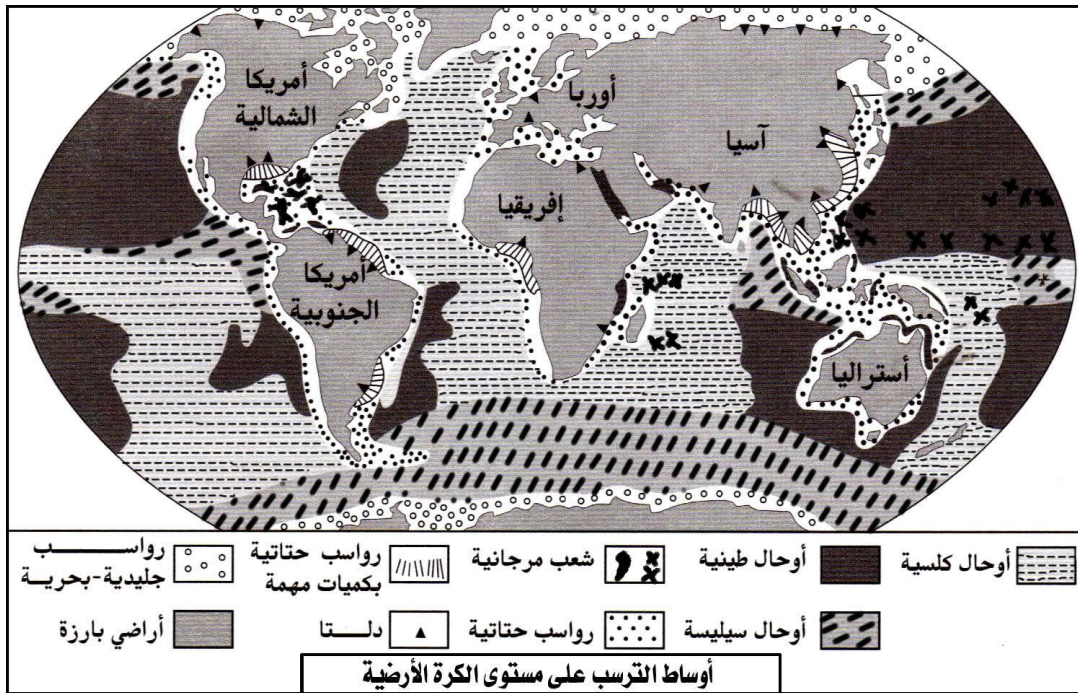 أمريكا
الشمالية
أوربا
آسيا
إفريقيا
أمريكا
الجنوبية
أستراليا
أوحال كلسية
أوحال طينية
شعب مرجانية
رواسب حتاتية
بكميات مهمة
رواسب
جليدية-بحرية
أوحال سيليسة
رواسب حتاتية
دلتا
أراضي بارزة
أوساط الترسب على مستوى الكرة الأرضية